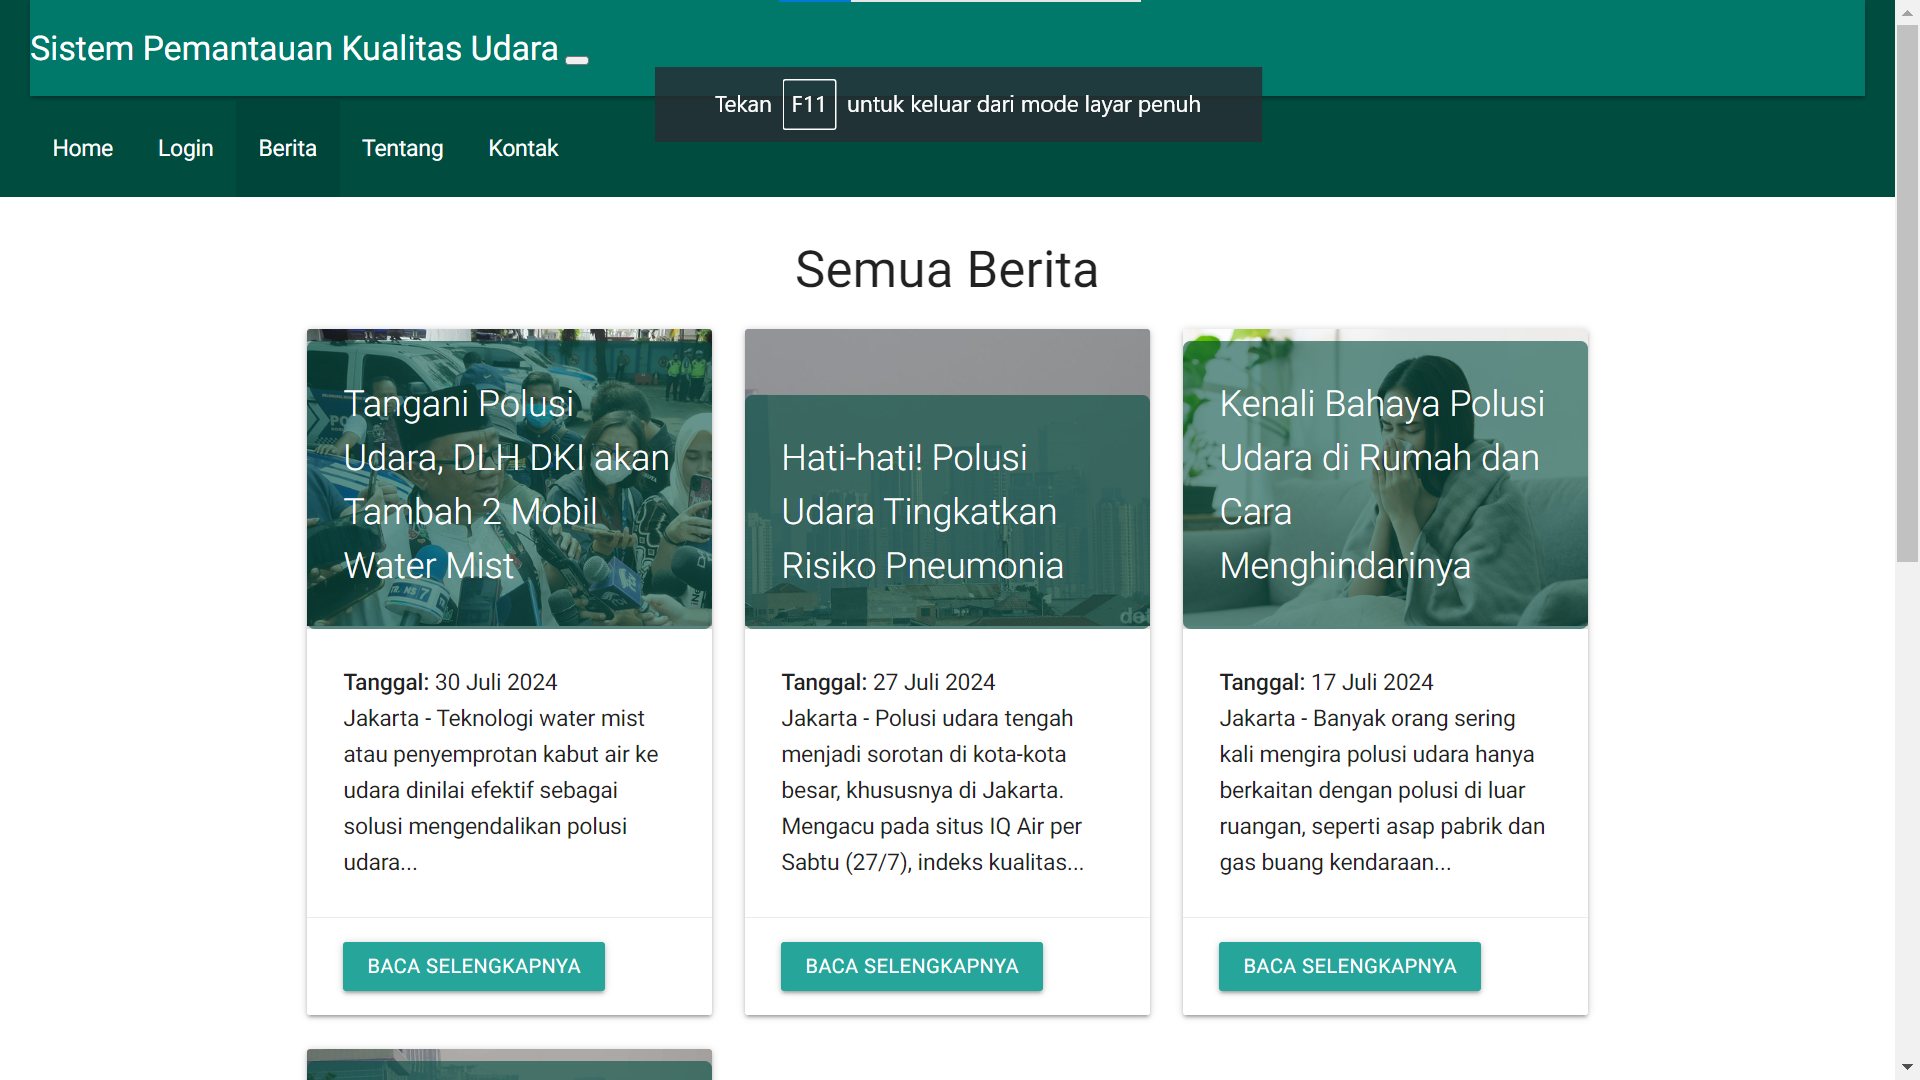 Sistem Pemantauan Kualitas Udara
Tekan F11 untuk keluar dari mode layar penuh
Home Login Berita Tentang Kontak
Semua Berita
Tangani Polusi
Udara, DLH DKI akan
Tambah 2 Mobil
Water Mist
Tanggal: 30 Juli 2024
Jakarta - Teknologi water mist
atau penyemprotan kabut air ke
udara dinilai efektif sebagai
solusi mengendalikan polusi
udara...
BACA SELENGKAPNYA
Hati-hati! Polusi
Udara Tingkatkan
Risiko Pneumonia
Tanggal: 27 Juli 2024
Jakarta - Polusi udara tengah
menjadi sorotan di kota-kota
besar, khususnya di Jakarta.
Mengacu pada situs IQ Air per
Sabtu (27/7), indeks kualitas...
BACA SELENGKAPNYA
Kenali Bahaya Polusi
Udara di Rumah dan
Cara
Menghindarinya
Tanggal: 17 Juli 2024
Jakarta - Banyak orang sering
kali mengira polusi udara hanya
berkaitan dengan polusi di luar
ruangan, seperti asap pabrik dan
gas buang kendaraan...
BACA SELENGKAPNYA